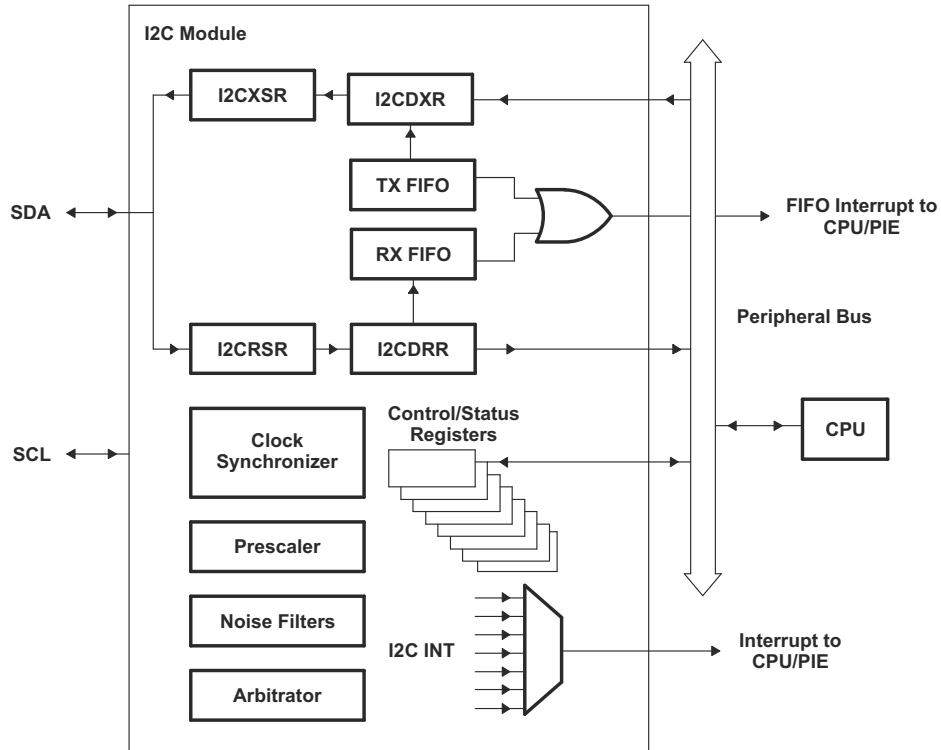 I2C Module
I2CXSR
I2CDXR
TX FIFO
SDA
FIFO Interrupt to
CPU/PIE
RX FIFO
Peripheral Bus
I2CRSR
I2CDRR
Control/Status
Registers
CPU
Clock
Synchronizer
SCL
Prescaler
Noise Filters
I2C INT
Interrupt to
CPU/PIE
Arbitrator